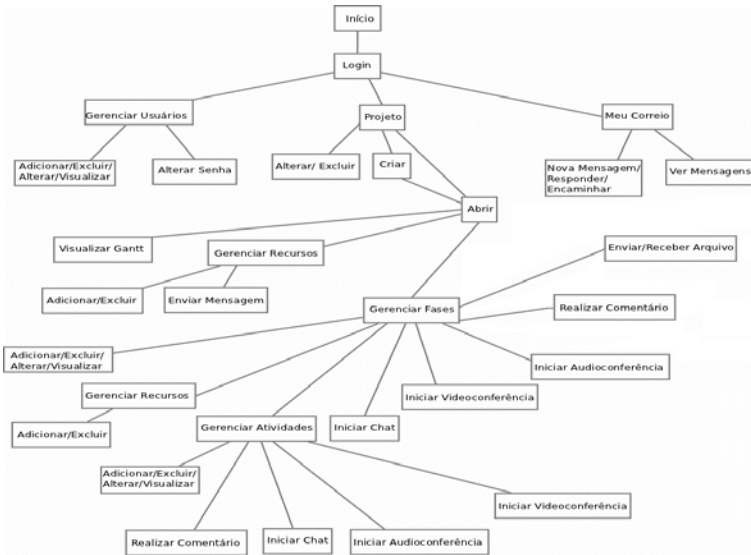 Início
Login
Gerenciar Usuários
Projeto
Meu Correio
Adicionar/Excluir/
Alterar/Visualizar
Alterar Senha
Alterar/ Excluir
Criar
Nova Mensagem/
Responder/
Encaminhar
Ver Mensagens
Abrir
Visualizar Gantt
Gerenciar Recursos
Enviar/Receber Arquivo
Adicionar/Excluir
Enviar Mensagem
Gerenciar Fases
Realizar Comentário
Adicionar/Excluir/
Alterar/Visualizar
Iniciar Audioconferência
Gerenciar Recursos
Iniciar Videoconferência
Adicionar/Excluir
Gerenciar Atividades
Iniciar Chat
Adicionar/Excluir/
Alterar/Visualizar
Iniciar Videoconferência
Realizar Comentário
Iniciar Chat
Iniciar Audioconferência